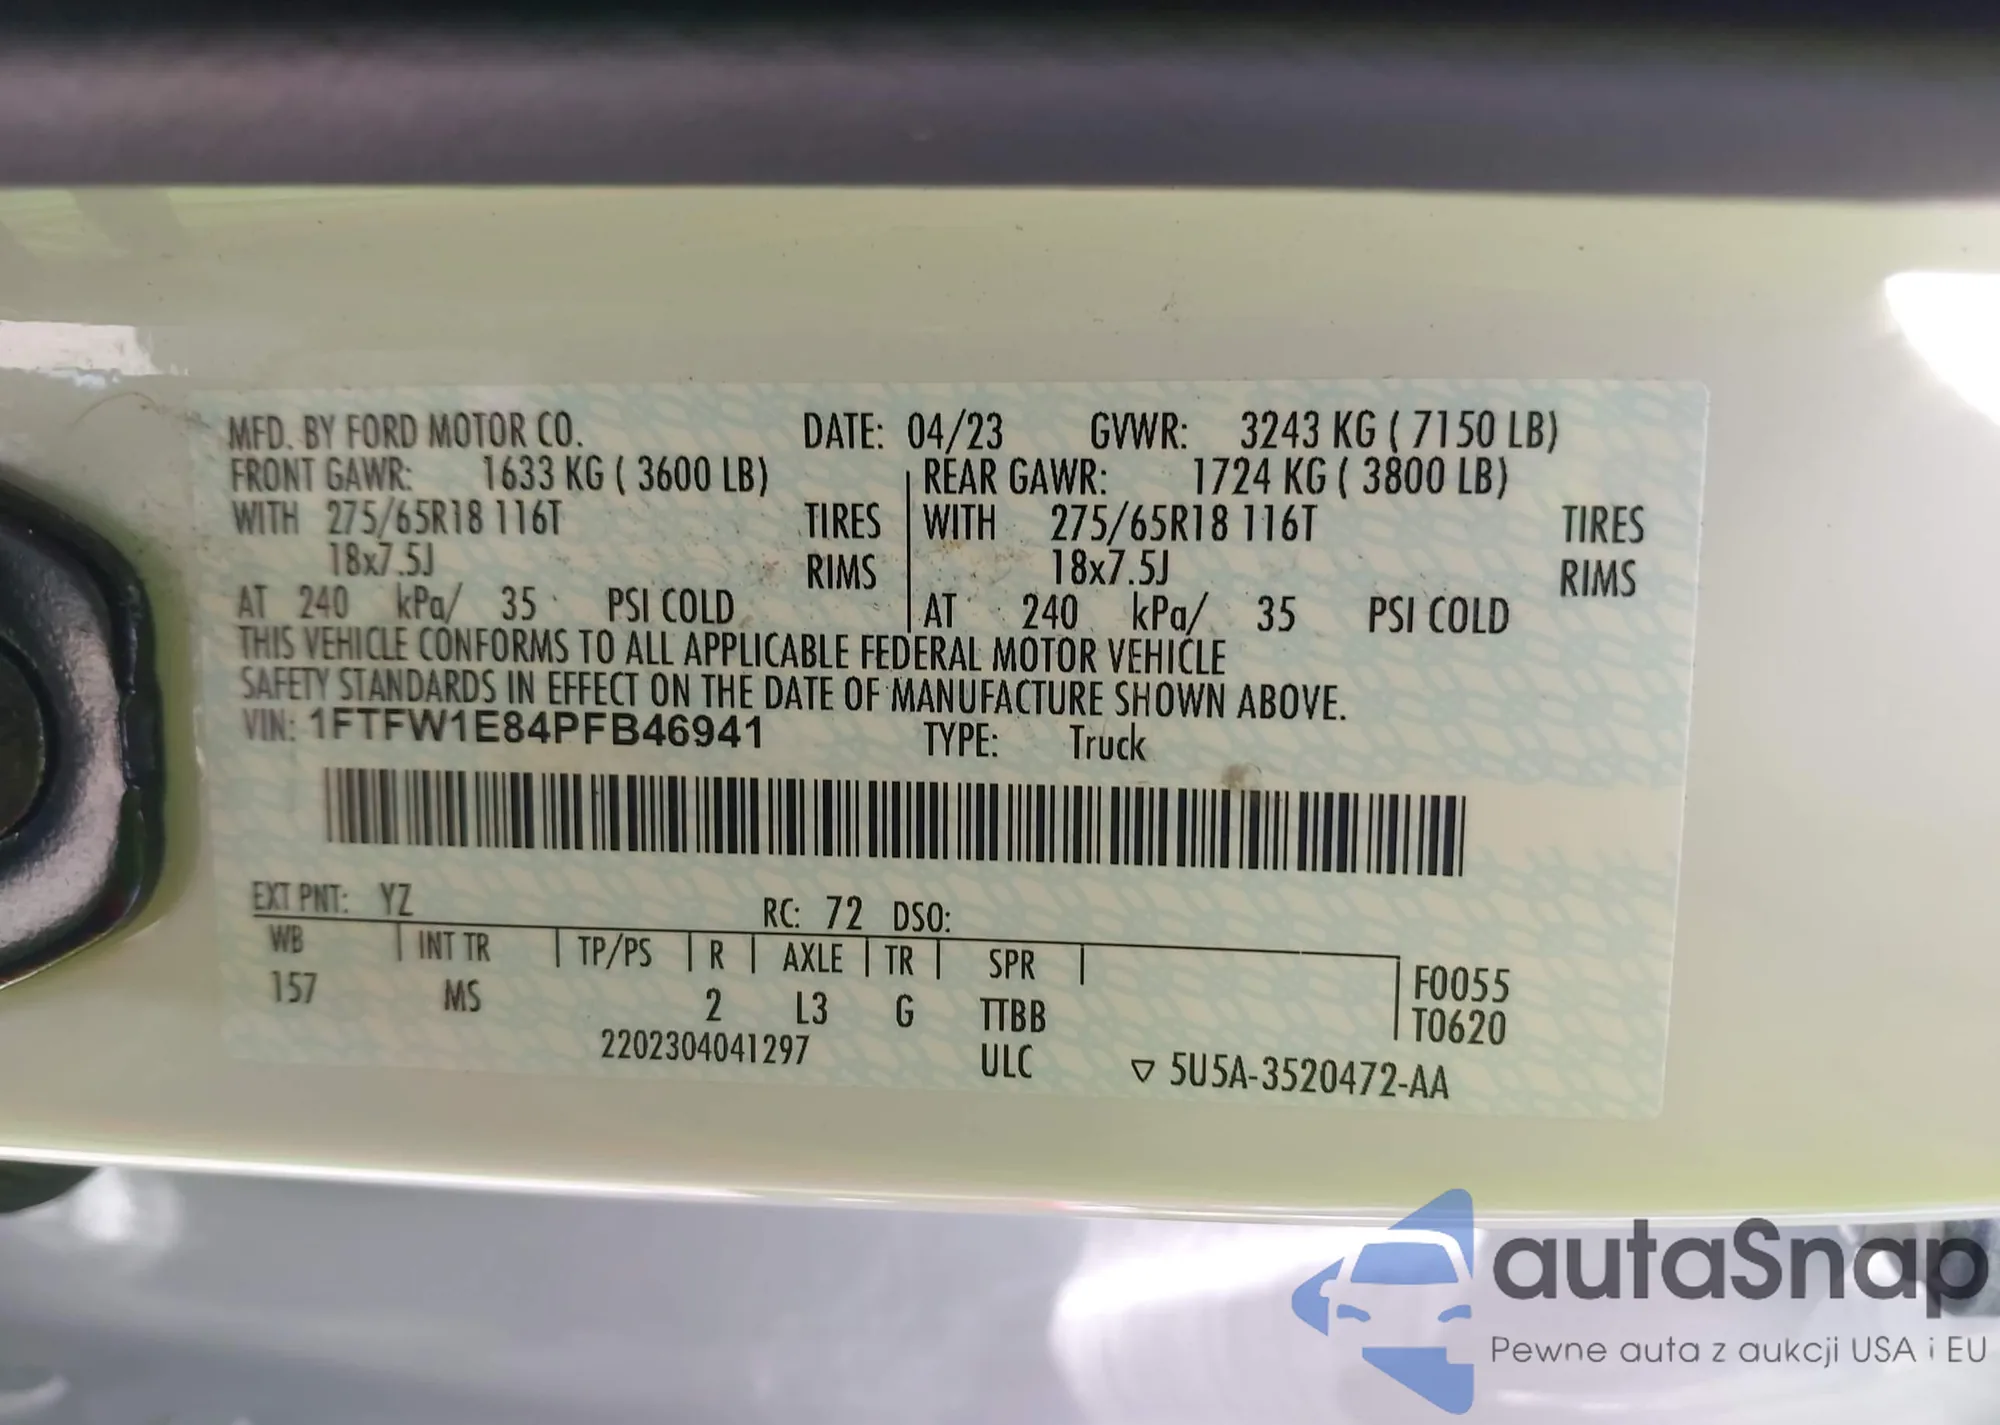 MFD. BY FORD MOTOR CO. DATE: 04/23 GVWR: 3243 KG ( 7150 LB)
FRONT GAWR: 1633 KG ( 3600 LB) REAR GAWR: 1724 KG ( 3800 LB)
WITH 275/65R18 116T TIRES WITH 275/65R18 116T TIRES
18x7.5J RIMS 18x7.5J RIMS
AT 240 kPa/ 35 PSI COLD AT 240 kPa/ 35 PSI COLD
THIS VEHICLE CONFORMS TO ALL APPLICABLE FEDERAL MOTOR VEHICLE
SAFETY STANDARDS IN EFFECT ON THE DATE OF MANUFACTURE SHOWN ABOVE.
VIN: 1FTFW1E84PFB46941 TYPE: Truck
EXT PNT: YZ RC: 72 DSO:
WB INT TR TP/PS R AXLE TR SPR F0055
157 MS 2 L3 G TTBB T0620
2202304041297 ULC ▽ 5U5A-3520472-AA
autaSnap
Pewne auta z aukcji USA i EU